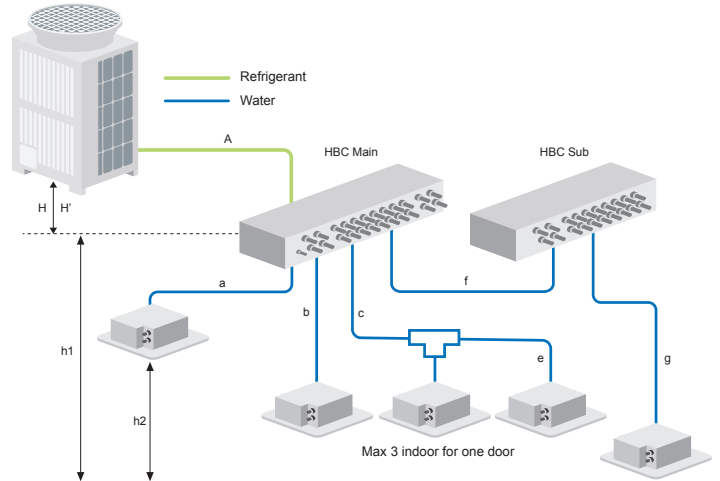 Refrigerant
Water
A
HBC Main
HBC Sub
H H'
a
f
b
c
h1
e
g
h2
Max 3 indoor for one door